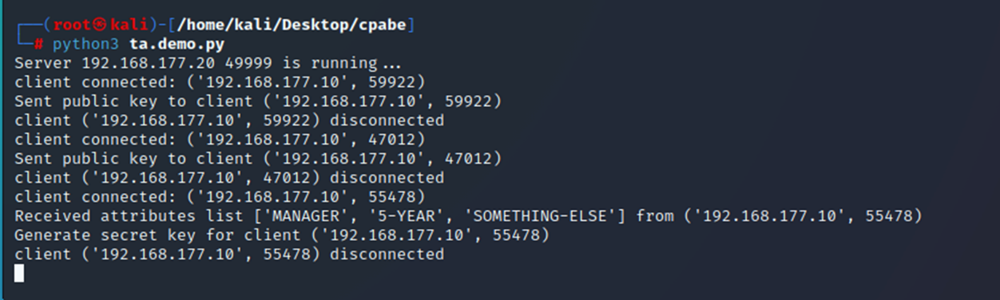 ┌──(root㉿kali)-[/home/kali/Desktop/cpabe]
└─# python3 ta.demo.py
Server 192.168.177.20 49999 is running...
client connected: ('192.168.177.10', 59922)
Sent public key to client ('192.168.177.10', 59922)
client ('192.168.177.10', 59922) disconnected
client connected: ('192.168.177.10', 47012)
Sent public key to client ('192.168.177.10', 47012)
client ('192.168.177.10', 47012) disconnected
client connected: ('192.168.177.10', 55478)
Received attributes list ['MANAGER', '5-YEAR', 'SOMETHING-ELSE'] from ('192.168.177.10', 55478)
Generate secret key for client ('192.168.177.10', 55478)
client ('192.168.177.10', 55478) disconnected